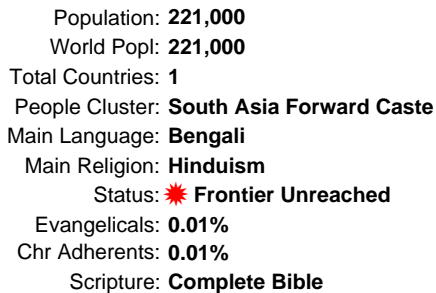 Population: 221,000
World Popl: 221,000
Total Countries: 1
People Cluster: South Asia Forward Caste
Main Language: Bengali
Main Religion: Hinduism
Status: Frontier Unreached
Evangelicals: 0.01%
Chr Adherents: 0.01%
Scripture: Complete Bible